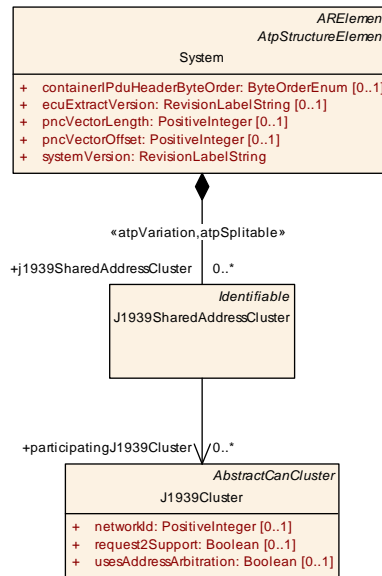 ARElemen
AtpStructureElemen
System
+ containerIPduHeaderByteOrder: ByteOrderEnum [0..1]
+ ecuExtractVersion: RevisionLabelString [0..1]
+ pncVectorLength: PositiveInteger [0..1]
+ pncVectorOffset: PositiveInteger [0..1]
+ systemVersion: RevisionLabelString
«atpVariation,atpSplitable»
+j1939SharedAddressCluster 0..*
Identifiable
J1939SharedAddressCluster
+participatingJ1939Cluster 0..*
AbstractCanCluster
J1939Cluster
+ networkId: PositiveInteger [0..1]
+ request2Support: Boolean [0..1]
+ usesAddressArbitration: Boolean [0..1]